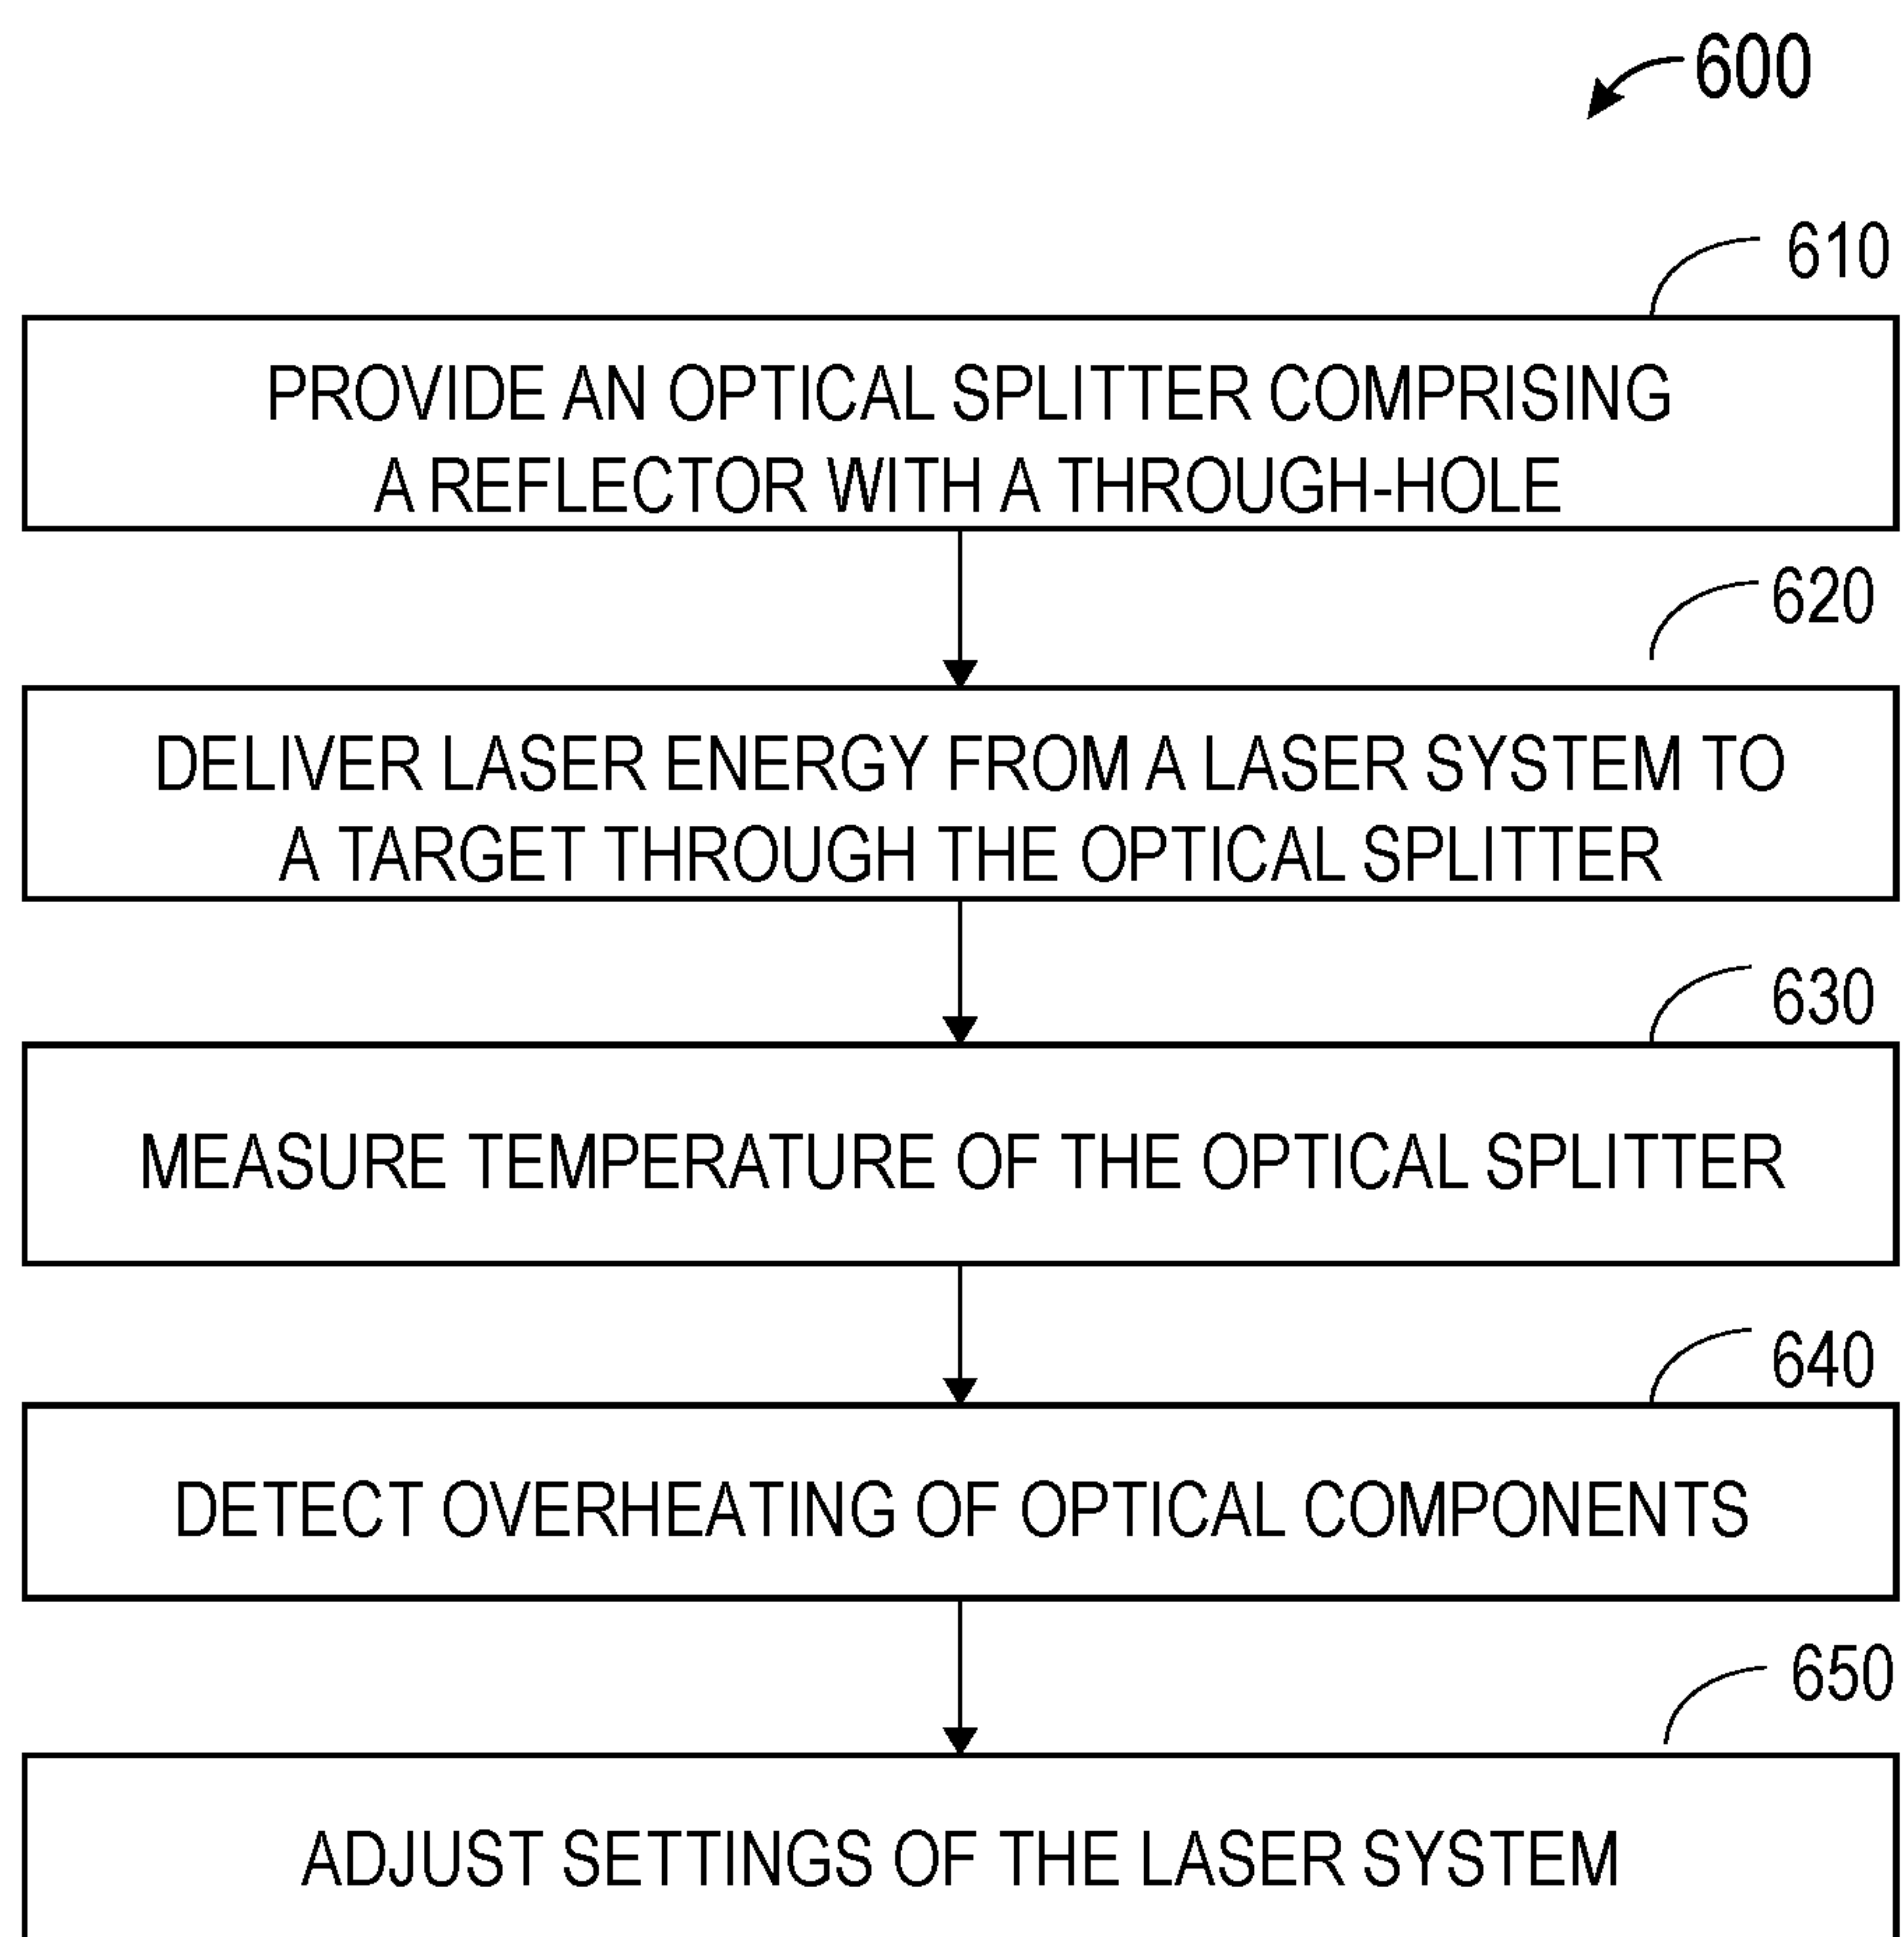 600
610
PROVIDE AN OPTICAL SPLITTER COMPRISING
A REFLECTOR WITH A THROUGH-HOLE
620
DELIVER LASER ENERGY FROM A LASER SYSTEM TO
A TARGET THROUGH THE OPTICAL SPLITTER
630
MEASURE TEMPERATURE OF THE OPTICAL SPLITTER
640
DETECT OVERHEATING OF OPTICAL COMPONENTS
650
ADJUST SETTINGS OF THE LASER SYSTEM